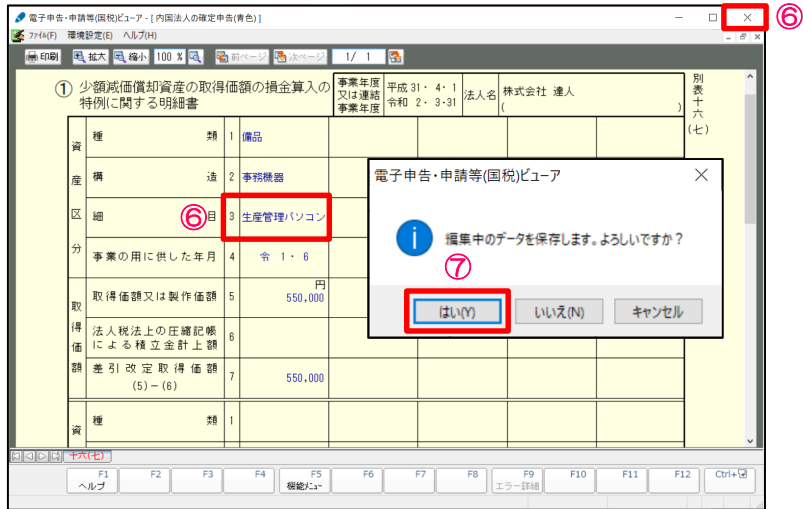 電子申告・申請等(国税)ビューア - [ 内国法人の確定申告(青色) ]
⑥
ファイル(F) 環境設定(E) ヘルプ(H)
印刷 拡大 縮小 100 % 前ページ 次ページ 1/ 1
① 少額減価償却資産の取得価額の損金算入の
特例に関する明細書
事業年度
又は連結
事業年度
平成 31・ 4・ 1
令和 2・ 3・31
法人名
株式会社 達人
( )
別表十六(七)
資産区分
種 類 1 備品
構 造 2 事務機器
細 目 3 生産管理パソコン
⑥
事業の用に供した年月 4 令 1・ 6
取得価額
取得価額又は製作価額 5 円
550,000
法人税法上の圧縮記帳
による積立金計上額 6
差引改定取得価額
(5)-(6) 7 550,000
資
種 類 1
電子申告・申請等(国税)ビューア
編集中のデータを保存します。よろしいですか？
⑦
はい(Y) いいえ(N) キャンセル
十六(七)
F1 F2 F3 F4 F5 F6 F7 F8 F9 F10 F11 F12 Ctrl+
ヘルプ 機能メニュー エラー詳細